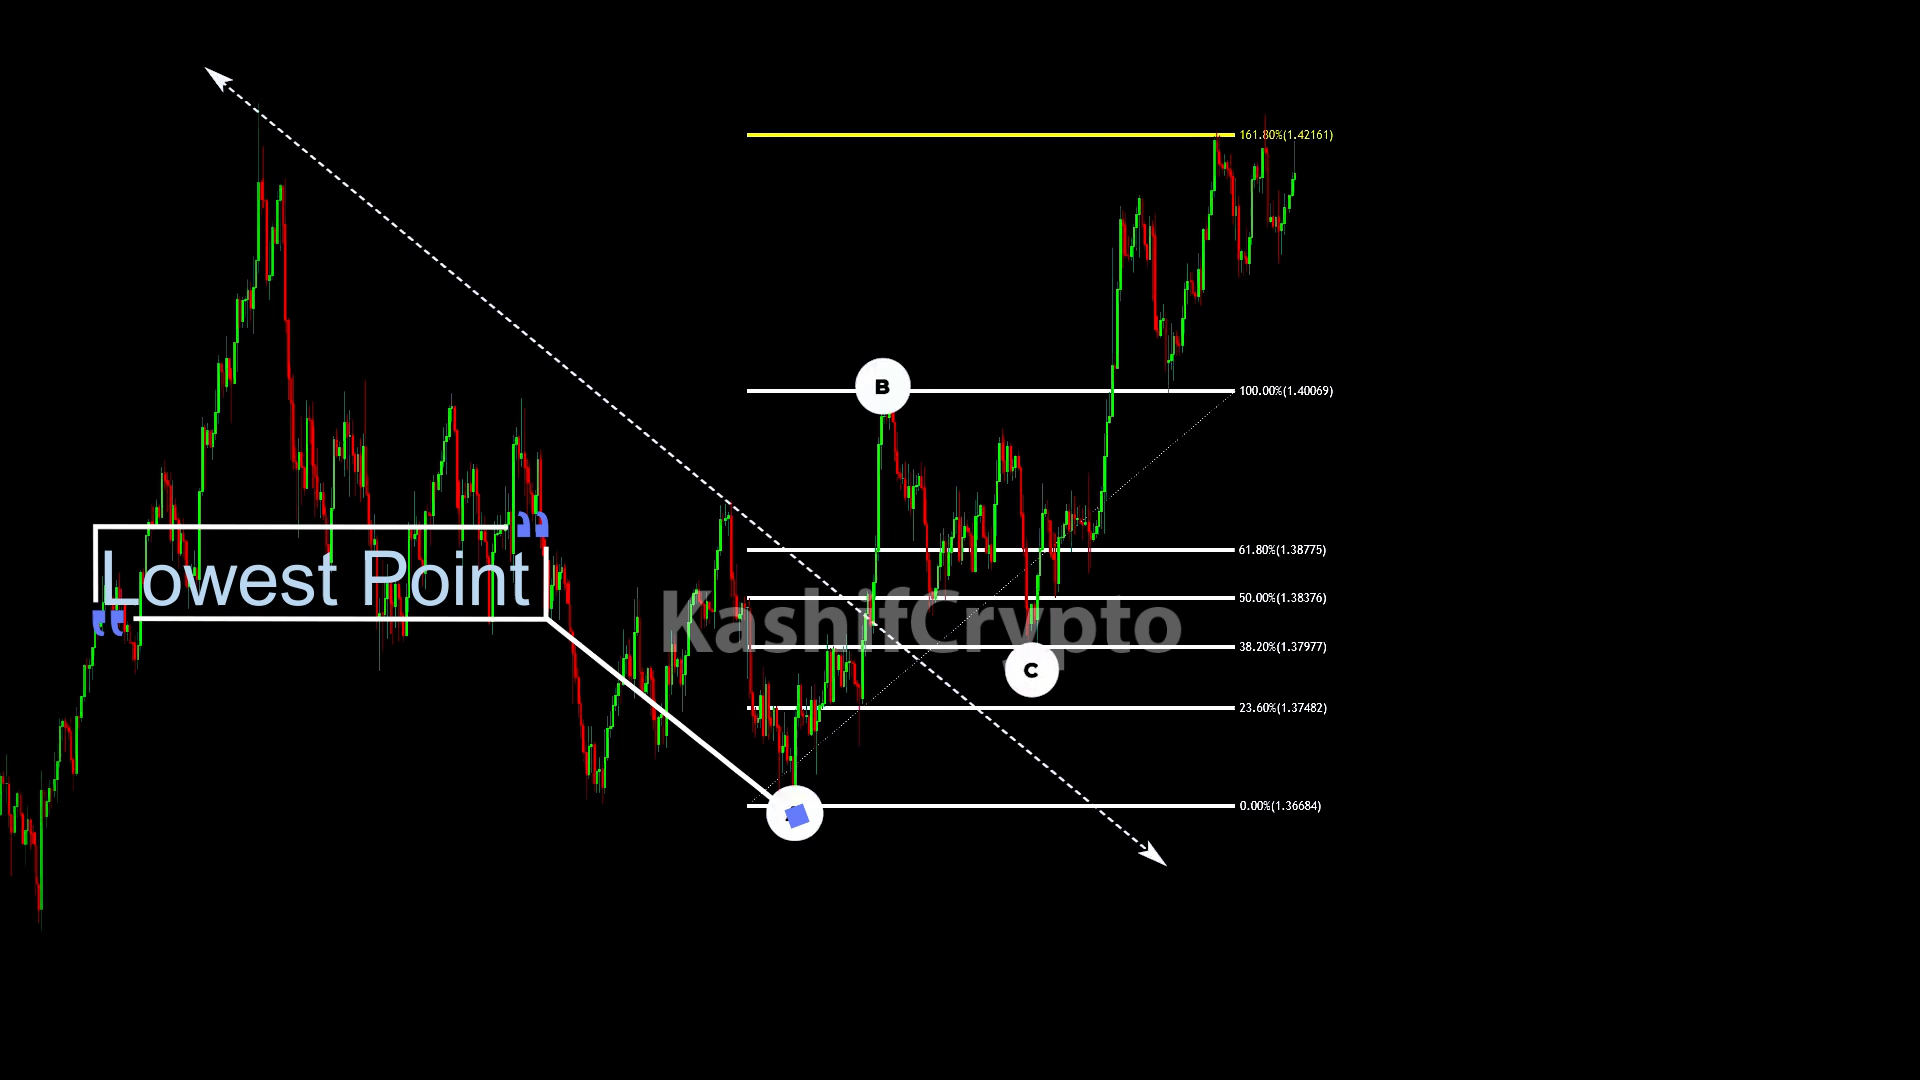 161.80%(1.42161)
B
100.00%(1.40069)
❝
Lowest Point
❞
61.80%(1.38775)
50.00%(1.38376)
KashifCrypto
38.20%(1.37977)
C
23.60%(1.37482)
0.00%(1.36684)